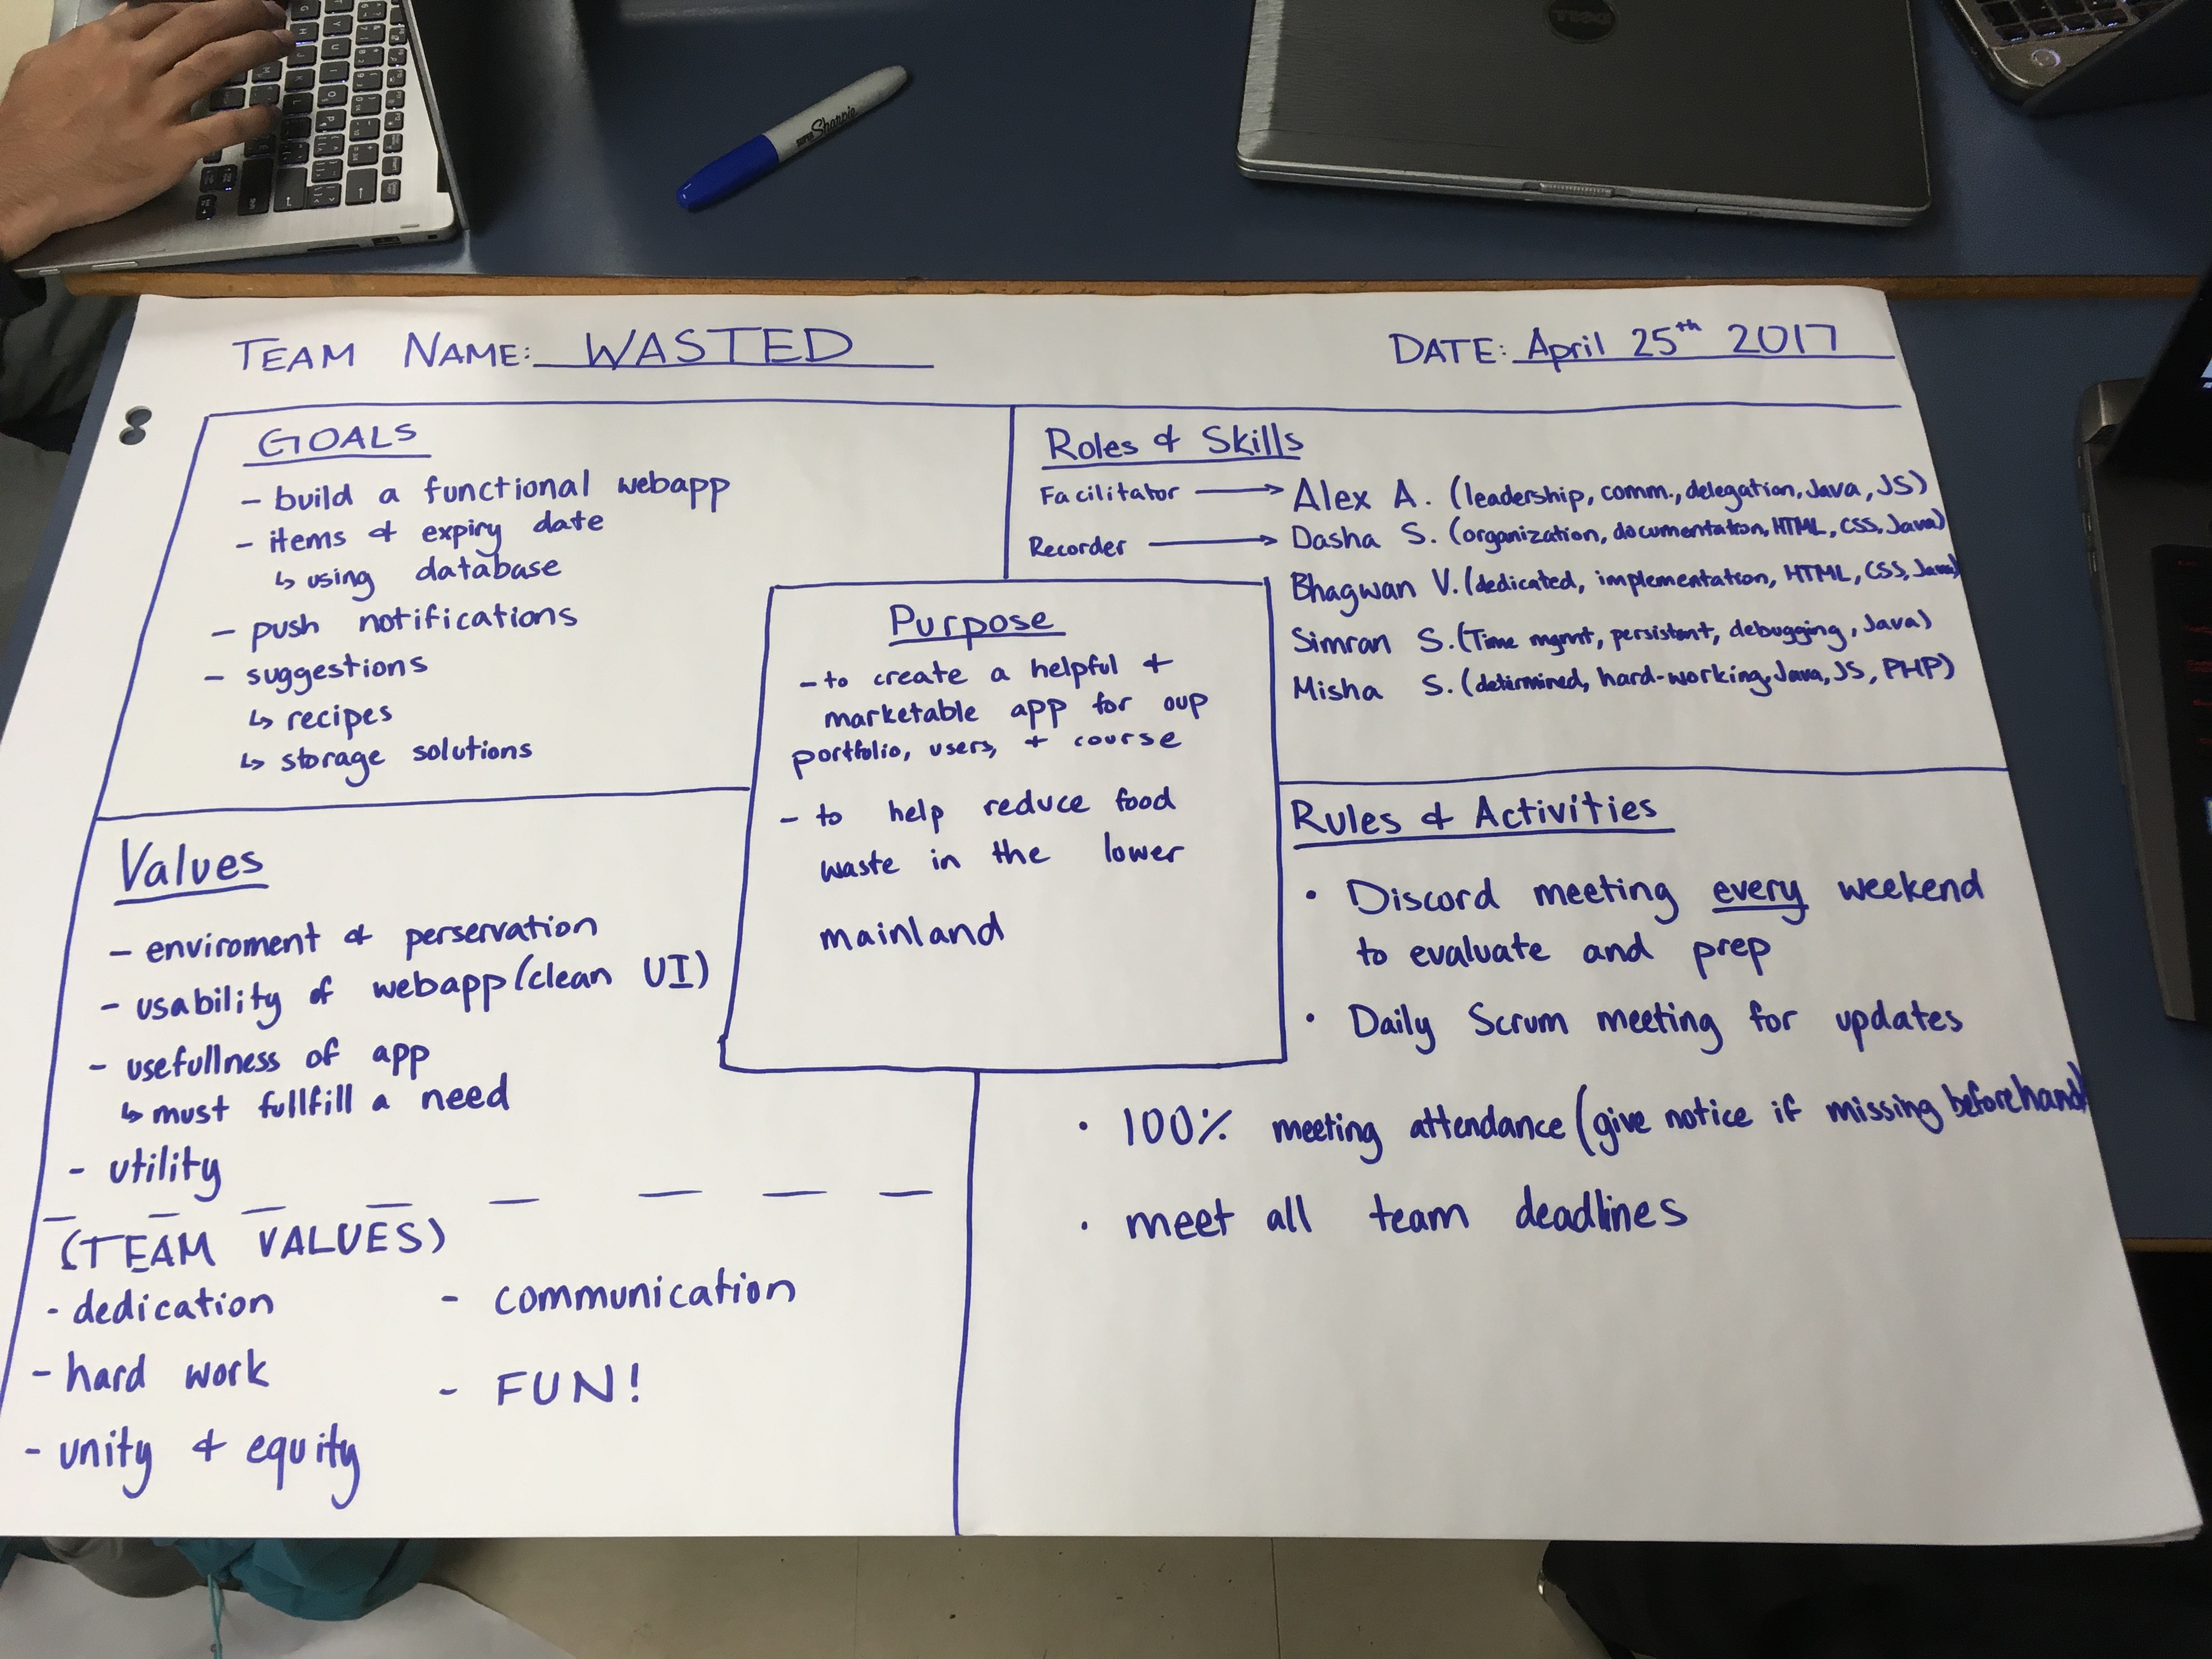 DELL
SUPER Sharpie
TEAM NAME: WASTED
DATE: April 25th 2017
GOALS
- build a functional webapp
- items & expiry date
↳ using database
- push notifications
- suggestions
↳ recipes
↳ storage solutions
Roles & Skills
Facilitator → Alex A. (leadership, comm., delegation, Java, JS)
Recorder → Dasha S. (organization, documentation, HTML, CSS, Java)
Bhagwan V. (dedicated, implementation, HTML, CSS, Java)
Simran S. (Time mgmt, persistent, debugging, Java)
Misha S. (determined, hard-working, Java, JS, PHP)
Purpose
- to create a helpful +
marketable app for oup
portfolio, users, + course
- to help reduce food
waste in the lower
mainland
Values
- enviroment & perservation
- usability of webapp (clean UI)
- usefullness of app
↳ must fullfill a need
- utility
(TEAM VALUES)
- dedication
- hard work
- unity & equity
- communication
- FUN!
Rules & Activities
• Discord meeting every weekend
to evaluate and prep
• Daily Scrum meeting for updates
• 100% meeting attendance (give notice if missing beforehand)
• meet all team deadlines